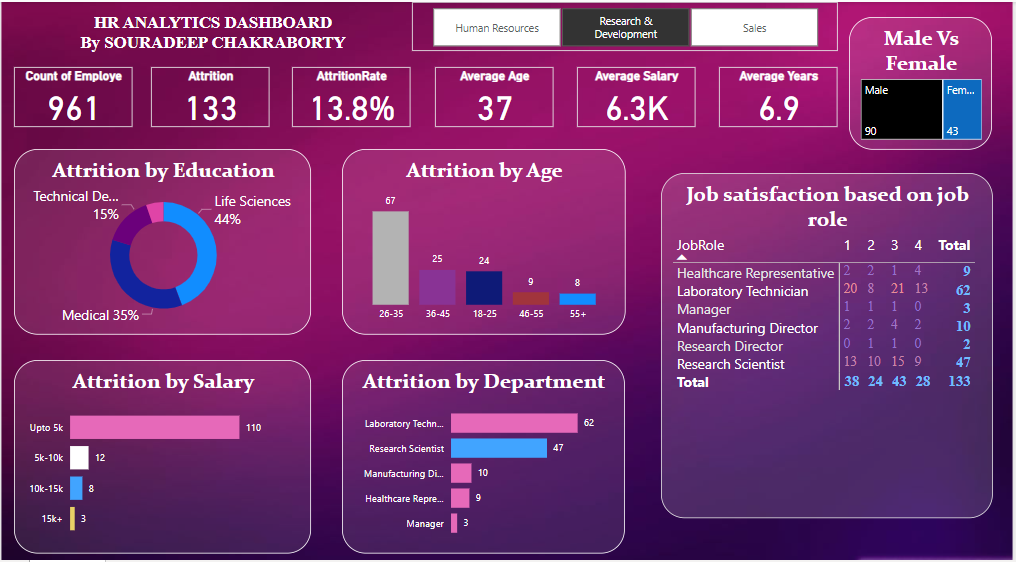 HR ANALYTICS DASHBOARD
By SOURADEEP CHAKRABORTY
Human Resources
Research &
Development
Sales
Male Vs
Female
Male
90
Fem...
43
Count of Employe
961
Attrition
133
AttritionRate
13.8%
Average Age
37
Average Salary
6.3K
Average Years
6.9
Attrition by Education
Technical De...
15%
Life Sciences
44%
Medical 35%
Attrition by Age
67
25
24
9
8
26-35 36-45 18-25 46-55 55+
Job satisfaction based on job
role
JobRole 1 2 3 4 Total
Healthcare Representative 2 2 1 4 9
Laboratory Technician 20 8 21 13 62
Manager 1 1 1 0 3
Manufacturing Director 2 2 4 2 10
Research Director 0 1 1 0 2
Research Scientist 13 10 15 9 47
Total 38 24 43 28 133
Attrition by Salary
Upto 5k 110
5k-10k 12
10k-15k 8
15k+ 3
Attrition by Department
Laboratory Techn... 62
Research Scientist 47
Manufacturing Di... 10
Healthcare Repre... 9
Manager 3